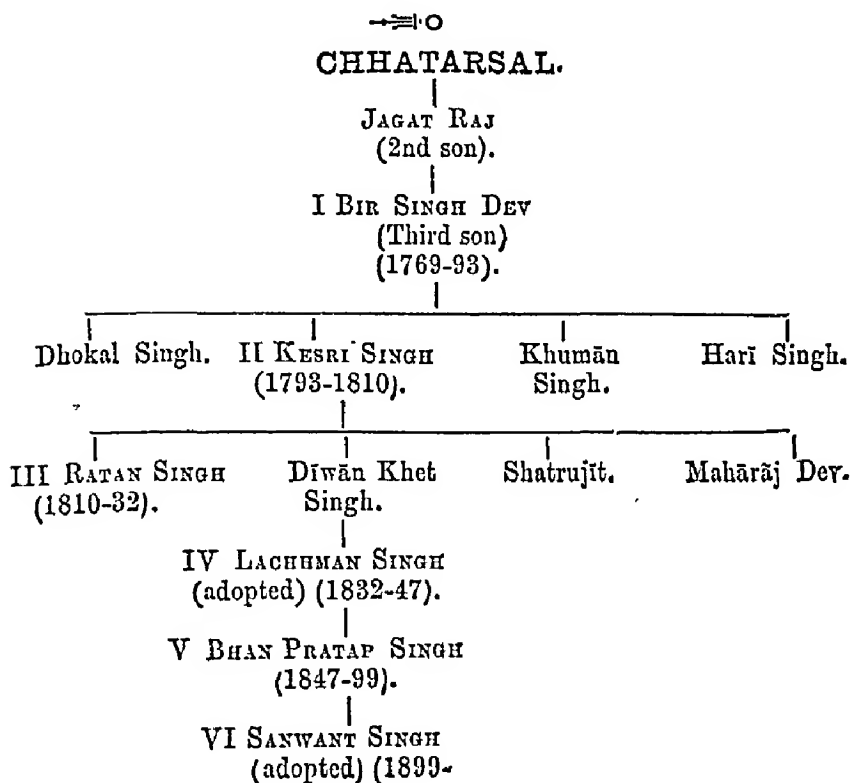 CHHATARSAL.
JAGAT RAJ
(2nd son).
I BIR SINGH DEV
(Third son)
(1769-93).
Dhokal Singh. II KESRI SINGH Khumān Harī Singh.
(1793-1810). Singh.
III RATAN SINGH Dīwān Khet Shatrujīt. Mahārāj Dev.
(1810-32). Singh.
IV LACHHMAN SINGH
(adopted) (1832-47).
V BHAN PRATAP SINGH
(1847-99).
VI SANWANT SINGH
(adopted) (1899-